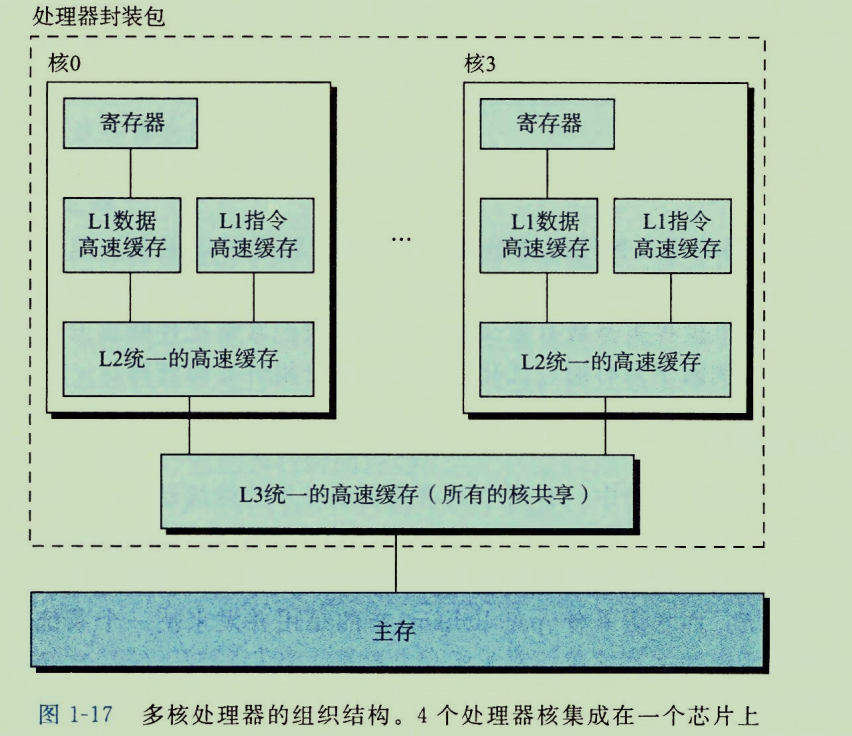 处理器封装包
核0
核3
寄存器
寄存器
L1数据
高速缓存
L1指令
高速缓存
…
L1数据
高速缓存
L1指令
高速缓存
L2统一的高速缓存
L2统一的高速缓存
L3统一的高速缓存（所有的核共享）
主存
图 1-17 多核处理器的组织结构。4 个处理器核集成在一个芯片上